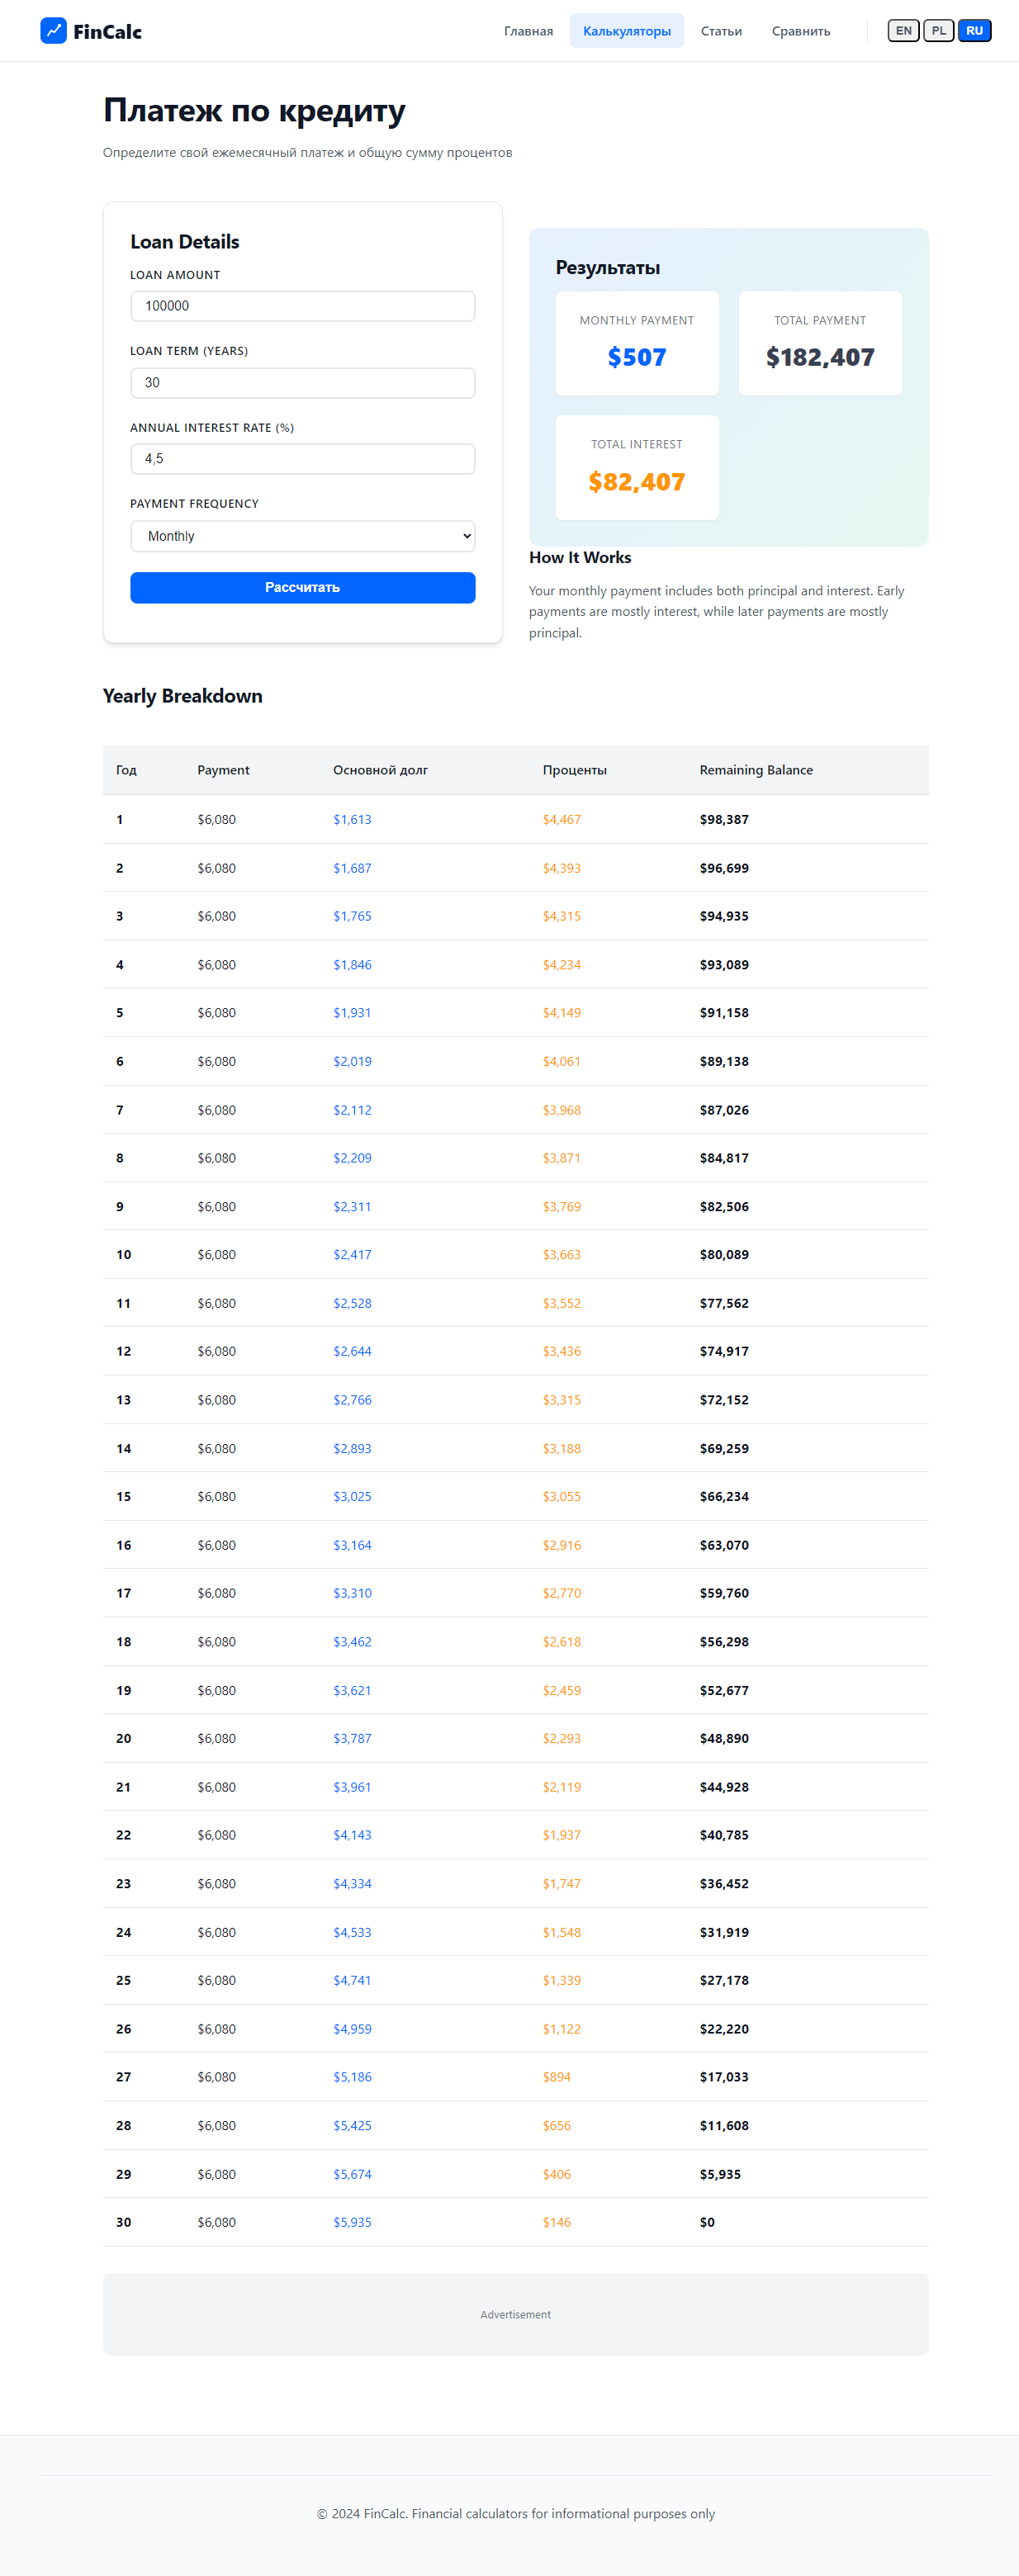 FinCalc
Главная Калькуляторы Статьи Сравнить EN PL RU
Платеж по кредиту
Определите свой ежемесячный платеж и общую сумму процентов
Loan Details
LOAN AMOUNT
100000
LOAN TERM (YEARS)
30
ANNUAL INTEREST RATE (%)
4,5
PAYMENT FREQUENCY
Monthly
Рассчитать
Результаты
MONTHLY PAYMENT
$507
TOTAL PAYMENT
$182,407
TOTAL INTEREST
$82,407
How It Works
Your monthly payment includes both principal and interest. Early
payments are mostly interest, while later payments are mostly
principal.
Yearly Breakdown
Год Payment Основной долг Проценты Remaining Balance
1 $6,080 $1,613 $4,467 $98,387
2 $6,080 $1,687 $4,393 $96,699
3 $6,080 $1,765 $4,315 $94,935
4 $6,080 $1,846 $4,234 $93,089
5 $6,080 $1,931 $4,149 $91,158
6 $6,080 $2,019 $4,061 $89,138
7 $6,080 $2,112 $3,968 $87,026
8 $6,080 $2,209 $3,871 $84,817
9 $6,080 $2,311 $3,769 $82,506
10 $6,080 $2,417 $3,663 $80,089
11 $6,080 $2,528 $3,552 $77,562
12 $6,080 $2,644 $3,436 $74,917
13 $6,080 $2,766 $3,315 $72,152
14 $6,080 $2,893 $3,188 $69,259
15 $6,080 $3,025 $3,055 $66,234
16 $6,080 $3,164 $2,916 $63,070
17 $6,080 $3,310 $2,770 $59,760
18 $6,080 $3,462 $2,618 $56,298
19 $6,080 $3,621 $2,459 $52,677
20 $6,080 $3,787 $2,293 $48,890
21 $6,080 $3,961 $2,119 $44,928
22 $6,080 $4,143 $1,937 $40,785
23 $6,080 $4,334 $1,747 $36,452
24 $6,080 $4,533 $1,548 $31,919
25 $6,080 $4,741 $1,339 $27,178
26 $6,080 $4,959 $1,122 $22,220
27 $6,080 $5,186 $894 $17,033
28 $6,080 $5,425 $656 $11,608
29 $6,080 $5,674 $406 $5,935
30 $6,080 $5,935 $146 $0
Advertisement
© 2024 FinCalc. Financial calculators for informational purposes only